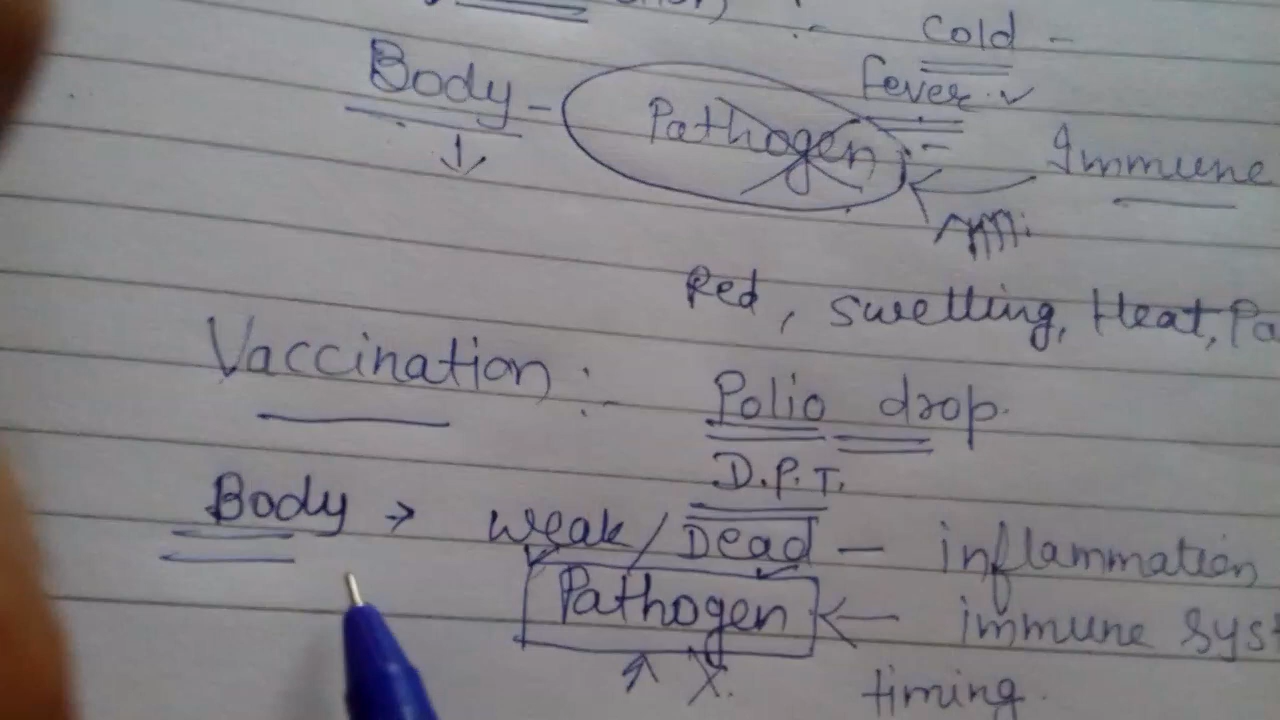 Cold -
Body - Pathogen
Fever
Immune
Red, Swelling, Heat, Pa
Vaccination :- Polio drop.
D.P.T.
Body → Weak/Dead - inflammation
Pathogen ← immune sys
X.
timing.